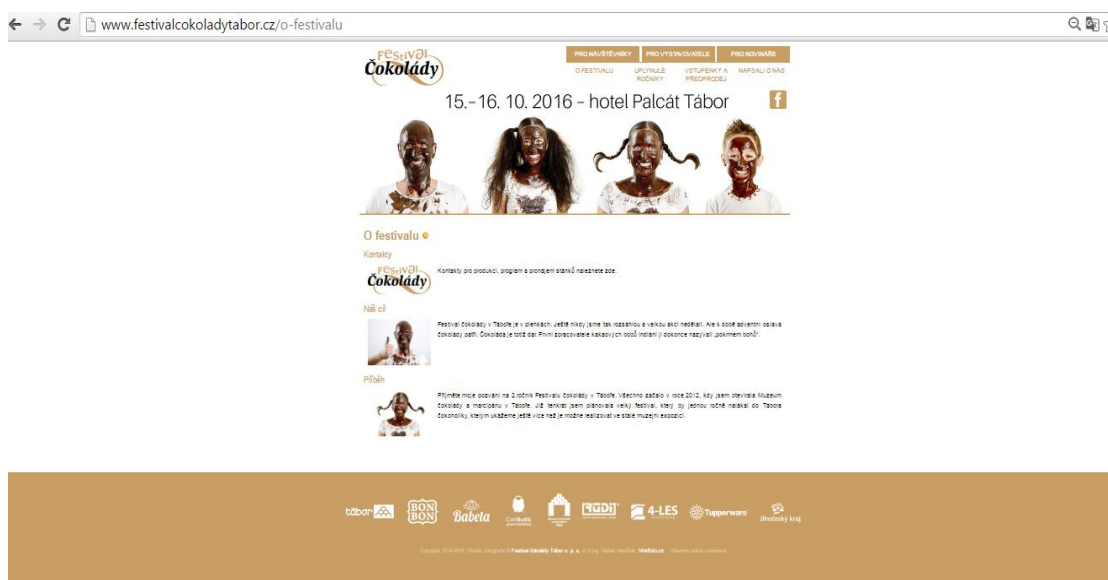 www.festivalcokoladytabor.cz/o-festivalu
Festival
Čokolády
PRO NÁVŠTĚVNÍKY PRO VYSTAVOVATELE PRO NOVINÁŘE
O FESTIVALU UPLYNULÉ ROČNÍKY VSTUPENKY A PŘEDPRODEJ NAPSALI O NÁS
15.-16. 10. 2016 - hotel Palcát Tábor
f
O festivalu
Kontakty
Festival
Čokolády
Kontakty pro produkci, program a pronájem stánků naleznete zde.
Náš cíl
Festival čokolády v Táboře je v plenkách. Ještě nikdy jsme tak rozsáhlou a velkou akci nedělali. Ale k době adventní oslava
čokolády patří. Čokoláda je totiž dar. První zpracovatelé kakaových bobů Indiáni ji dokonce nazývali „pokrmem bohů“.
Příběh
Přijměte moje pozvání na 2.ročník Festivalu čokolády v Táboře. Všechno začalo v roce 2012, kdy jsem otevírala Muzeum
čokolády a marcipánu v Táboře. Již tenkrát jsem plánovala velký festival, který by jednou ročně nalákal do Tábora
čokoholiky, kterým ukážeme ještě více než je možné realizovat ve stálé muzejní expozici.
tábor BON BON Babeta RÜDI 4-LES Tupperware Jihočeský kraj
Festival čokolády Tábor o. p. s.